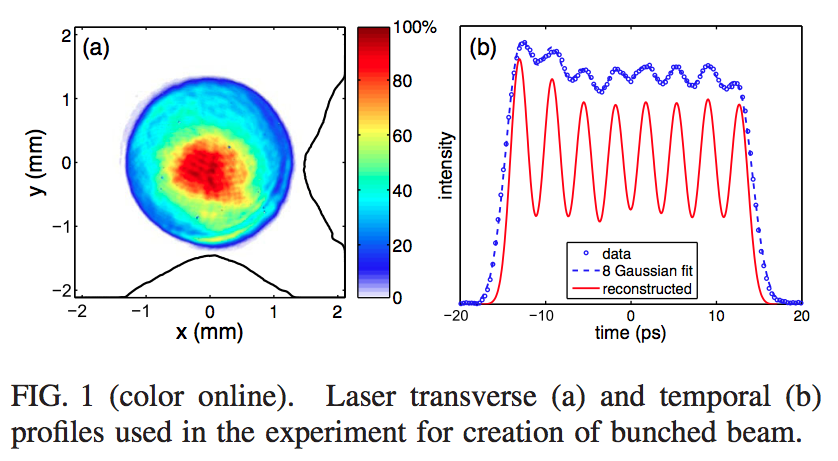 (a)
y (mm)
2
1
0
−1
−2
−2 −1 0 1 2
x (mm)
100%
80
60
40
20
0
(b)
intensity
data
8 Gaussian fit
reconstructed
−20 −10 0 10 20
time (ps)
FIG. 1 (color online). Laser transverse (a) and temporal (b)
profiles used in the experiment for creation of bunched beam.